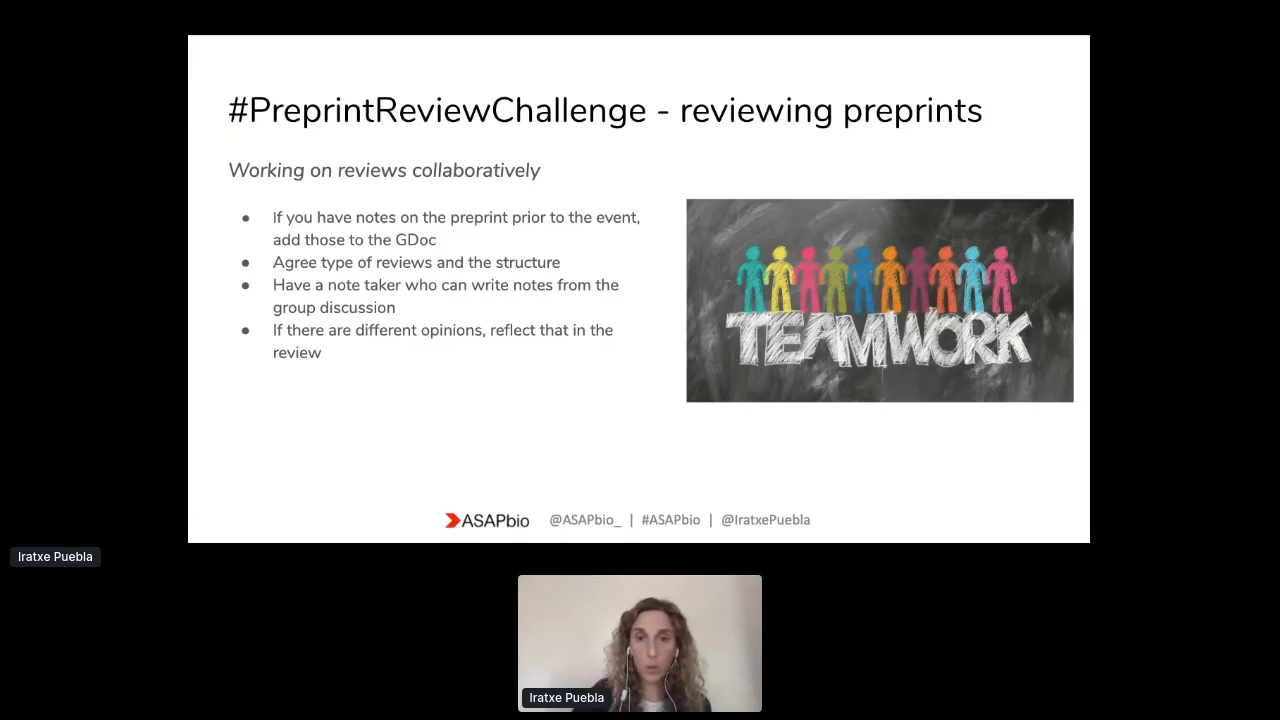 #PreprintReviewChallenge - reviewing preprints
Working on reviews collaboratively
● If you have notes on the preprint prior to the event,
add those to the GDoc
● Agree type of reviews and the structure
● Have a note taker who can write notes from the
group discussion
● If there are different opinions, reflect that in the
review
TEAMWORK
ASAPbio @ASAPbio_ | #ASAPbio | @IratxePuebla
Iratxe Puebla
Iratxe Puebla